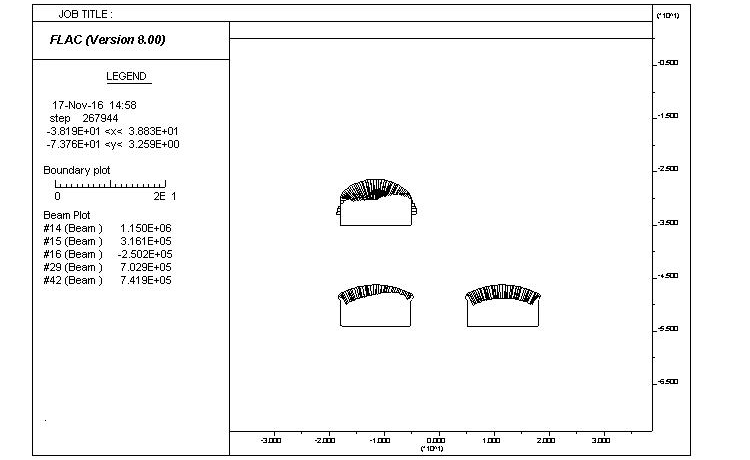 JOB TITLE :
(*10^1)
FLAC (Version 8.00)
LEGEND
17-Nov-16 14:58
step 267944
-3.819E+01 <x< 3.883E+01
-7.376E+01 <y< 3.259E+00
Boundary plot
0 2E 1
Beam Plot
#14 (Beam ) 1.150E+06
#15 (Beam ) 3.161E+05
#16 (Beam ) -2.502E+05
#29 (Beam ) 7.029E+05
#42 (Beam ) 7.419E+05
-0.500
-1.500
-2.500
-3.500
-4.500
-5.500
-6.500
-3.000 -2.000 -1.000 0.000 1.000 2.000 3.000
(*10^1)